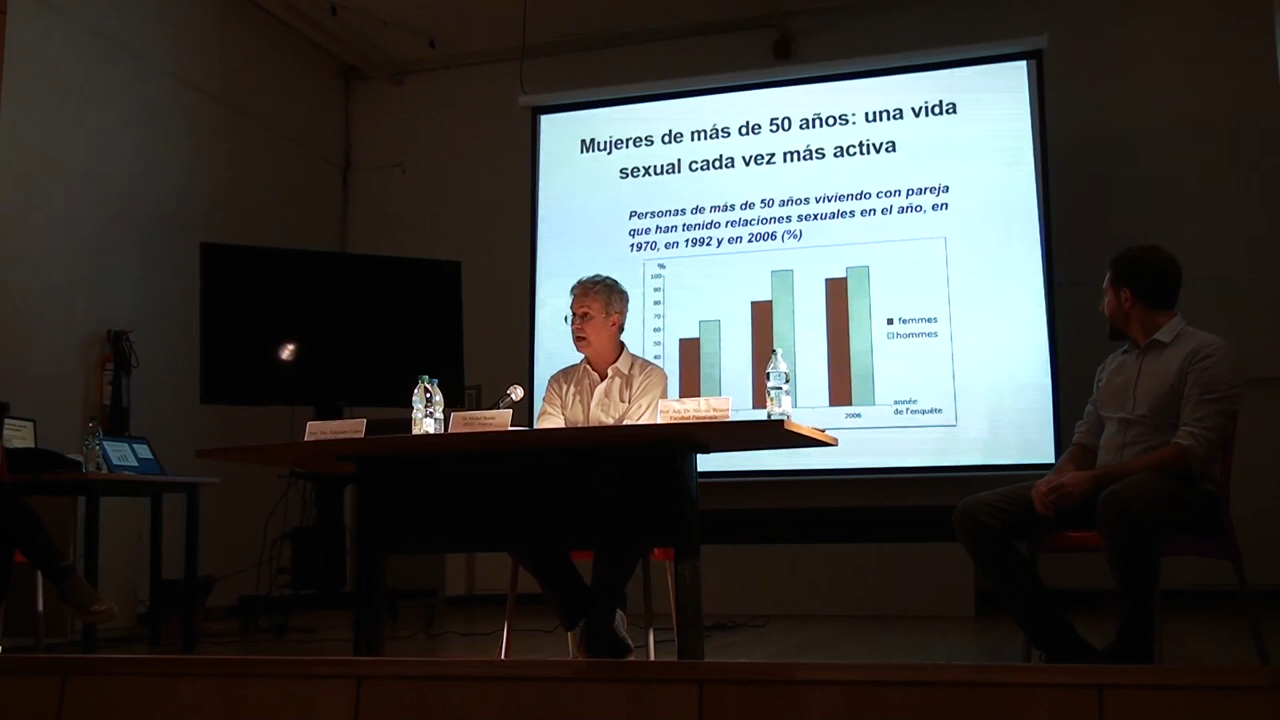 Mujeres de más de 50 años: una vida
sexual cada vez más activa
Personas de más de 50 años viviendo con pareja
que han tenido relaciones sexuales en el año, en
1970, en 1992 y en 2006 (%)
%
100
90
80
70
60
50
40
femmes
hommes
2006
année
de l'enquête